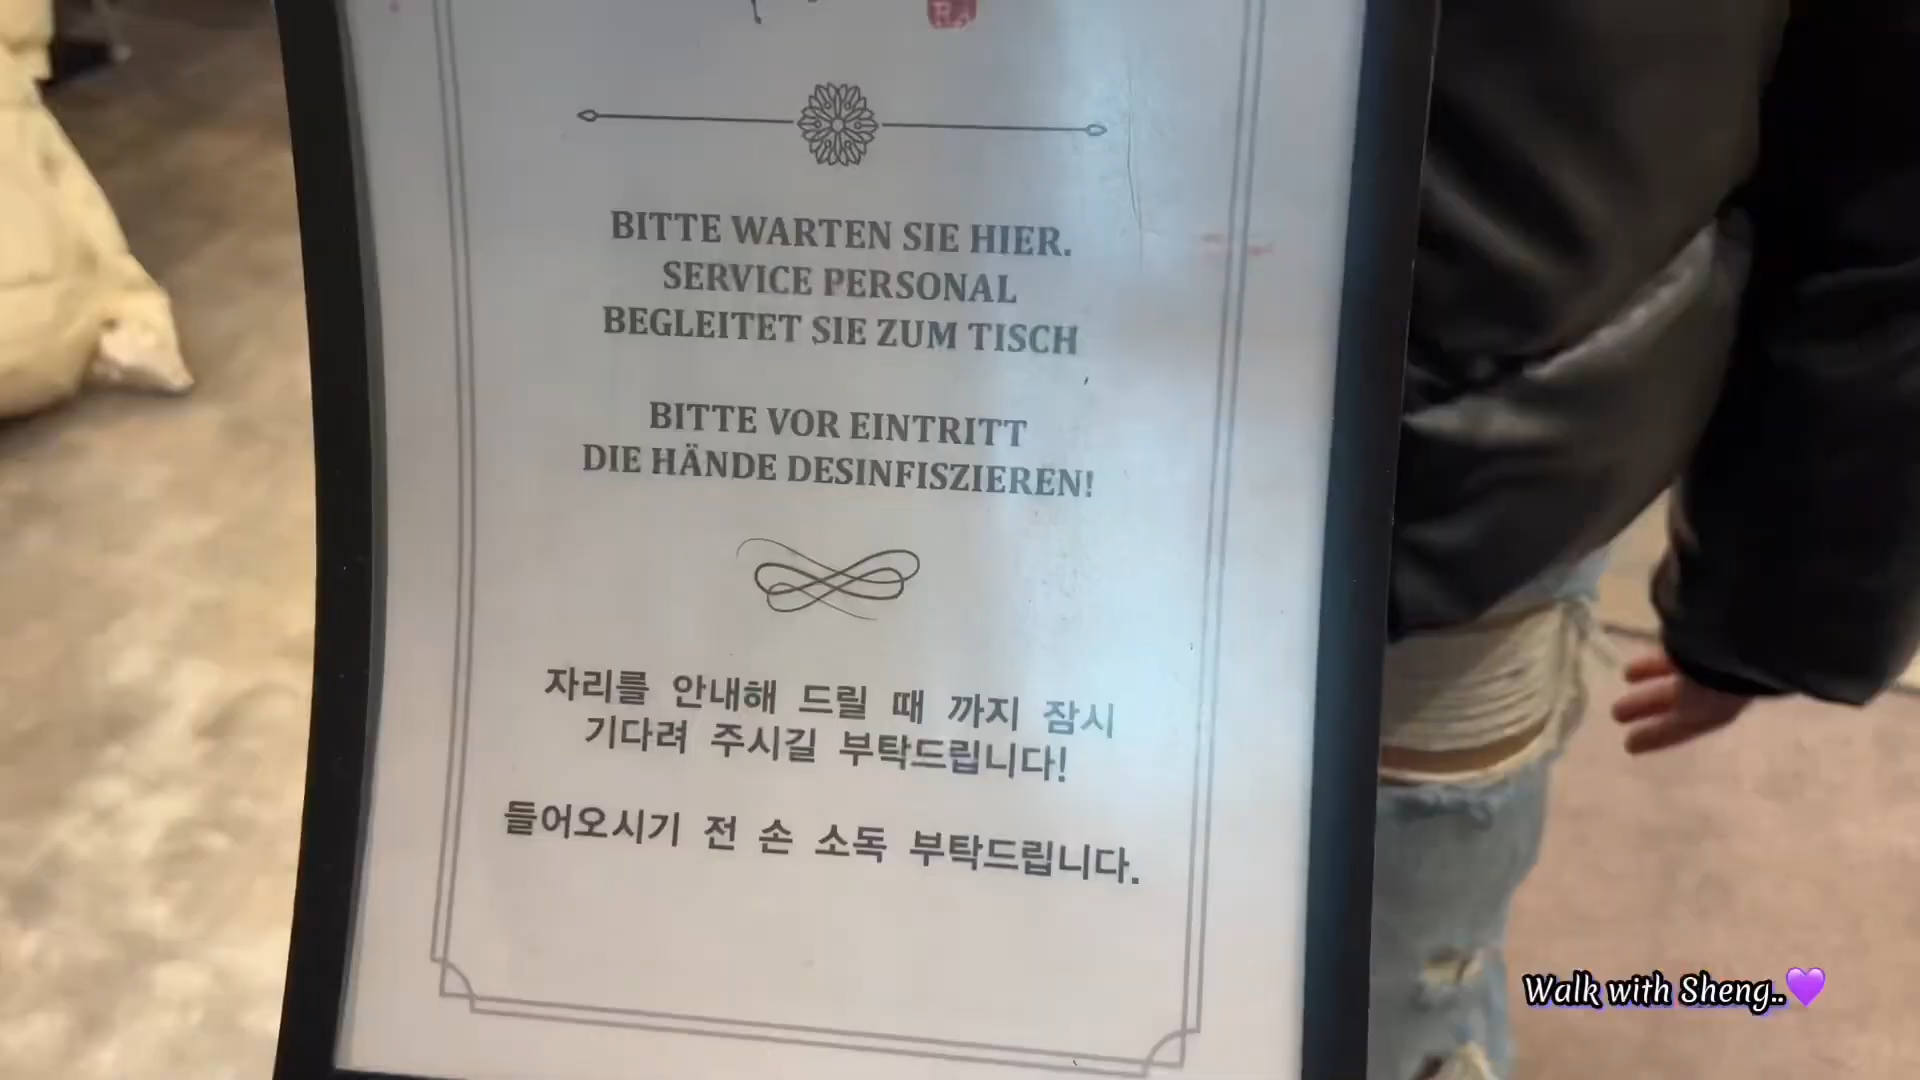 BITTE WARTEN SIE HIER.
SERVICE PERSONAL
BEGLEITET SIE ZUM TISCH
BITTE VOR EINTRITT
DIE HÄNDE DESINFISZIEREN!
자리를 안내해 드릴 때 까지 잠시
기다려 주시길 부탁드립니다!
들어오시기 전 손 소독 부탁드립니다.
Walk with Sheng..💜